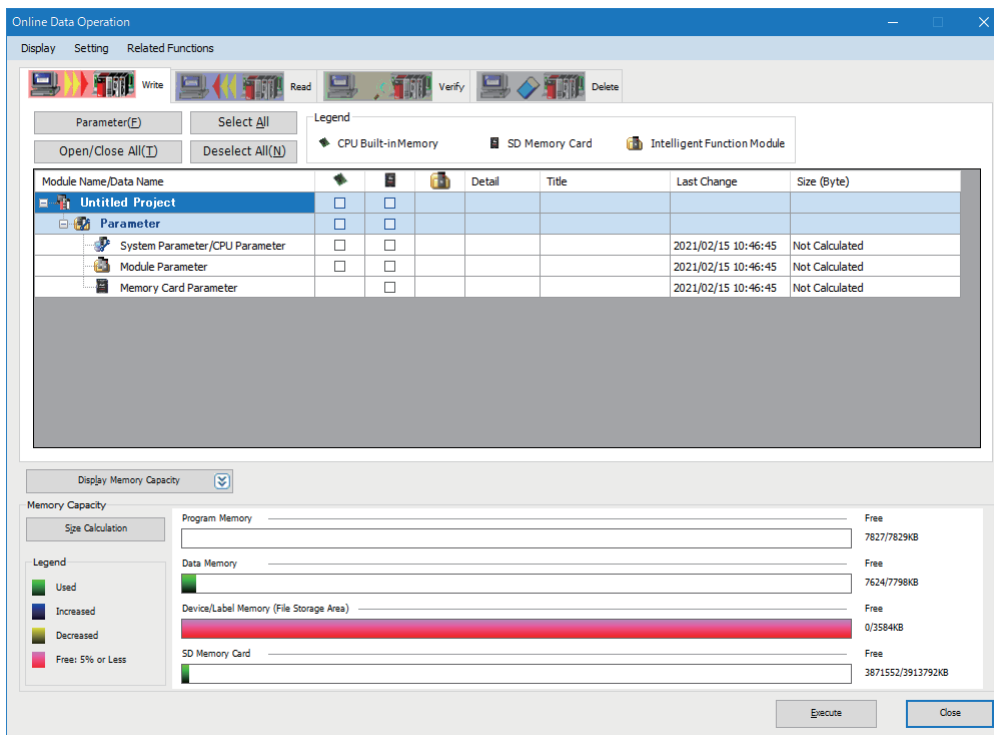 Online Data Operation
Display Setting Related Functions
Write Read Verify Delete
Parameter(F) Select All Legend
Open/Close All(T) Deselect All(N) CPU Built-inMemory SD Memory Card Intelligent Function Module
Module Name/Data Name Detail Title Last Change Size (Byte)
Untitled Project
Parameter
System Parameter/CPU Parameter 2021/02/15 10:46:45 Not Calculated
Module Parameter 2021/02/15 10:46:45 Not Calculated
Memory Card Parameter 2021/02/15 10:46:45 Not Calculated
Display Memory Capacity
Memory Capacity
Size Calculation
Legend
Used
Increased
Decreased
Free: 5% or Less
Program Memory Free
7827/7829KB
Data Memory Free
7624/7798KB
Device/Label Memory (File Storage Area) Free
0/3584KB
SD Memory Card Free
3871552/3913792KB
Execute Close